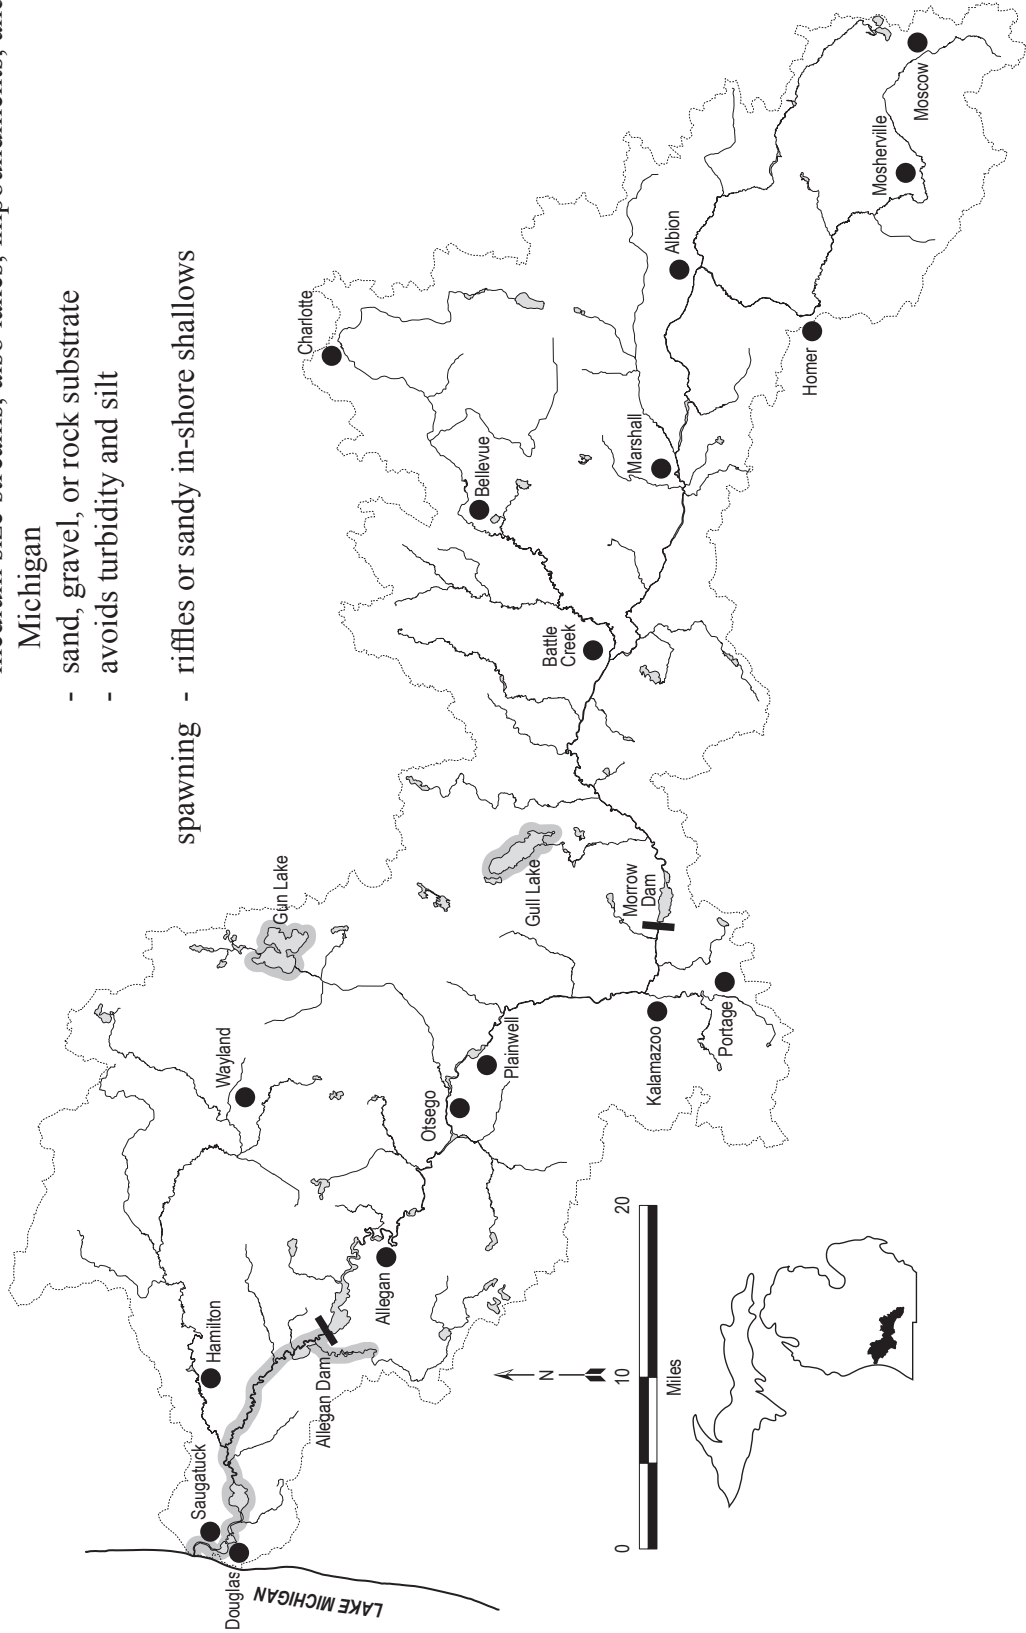 Michigan
- sand, gravel, or rock substrate
- avoids turbidity and silt
spawning - riffles or sandy in-shore shallows
Charlotte
Bellevue
Battle
Creek
Marshall
Albion
Homer
Mosherville
Moscow
Gun Lake
Gull Lake
Morrow
Dam
Wayland
Otsego
Plainwell
Kalamazoo
Portage
Hamilton
Allegan
Allegan Dam
Saugatuck
Douglas
LAKE MICHIGAN
N
0 10 20
Miles